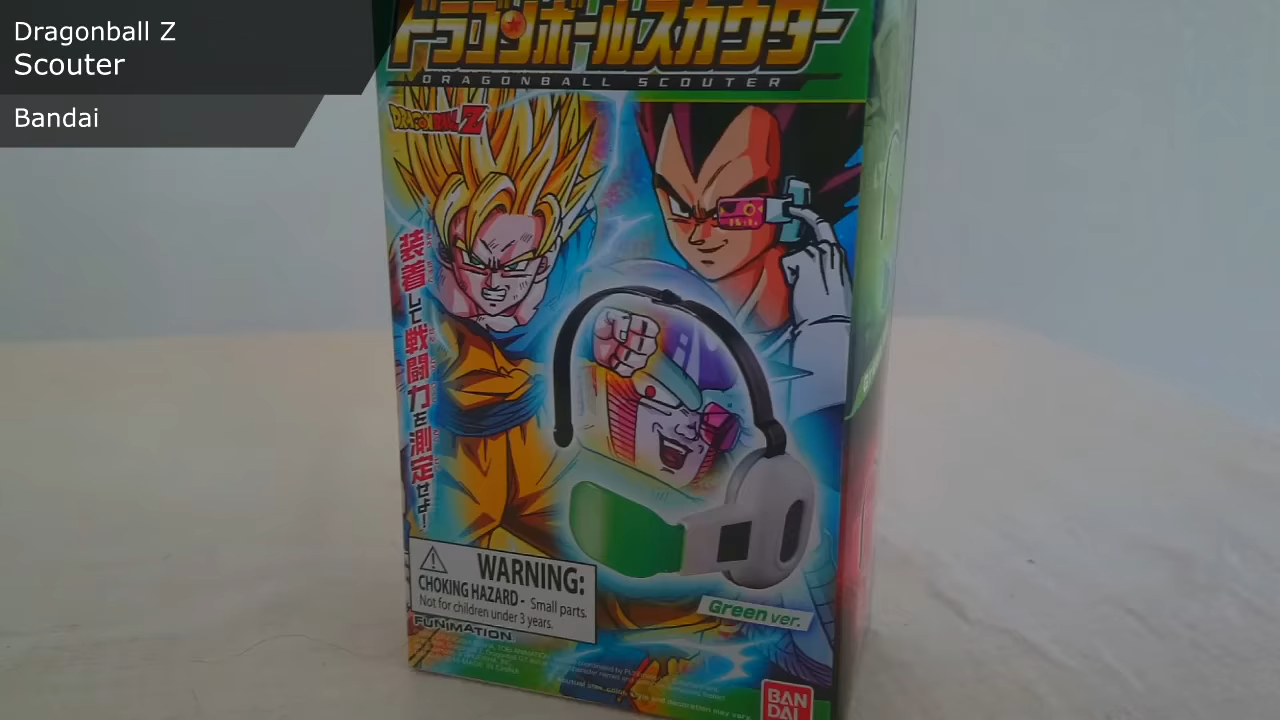 Dragonball Z
Scouter
Bandai
ドラゴンボールスカウター
DRAGONBALL SCOUTER
DRAGON BALL Z
装着して戦闘力を測定せよ!
WARNING:
CHOKING HAZARD - Small parts.
Not for children under 3 years.
FUNIMATION
Green ver.
BAN
DAI